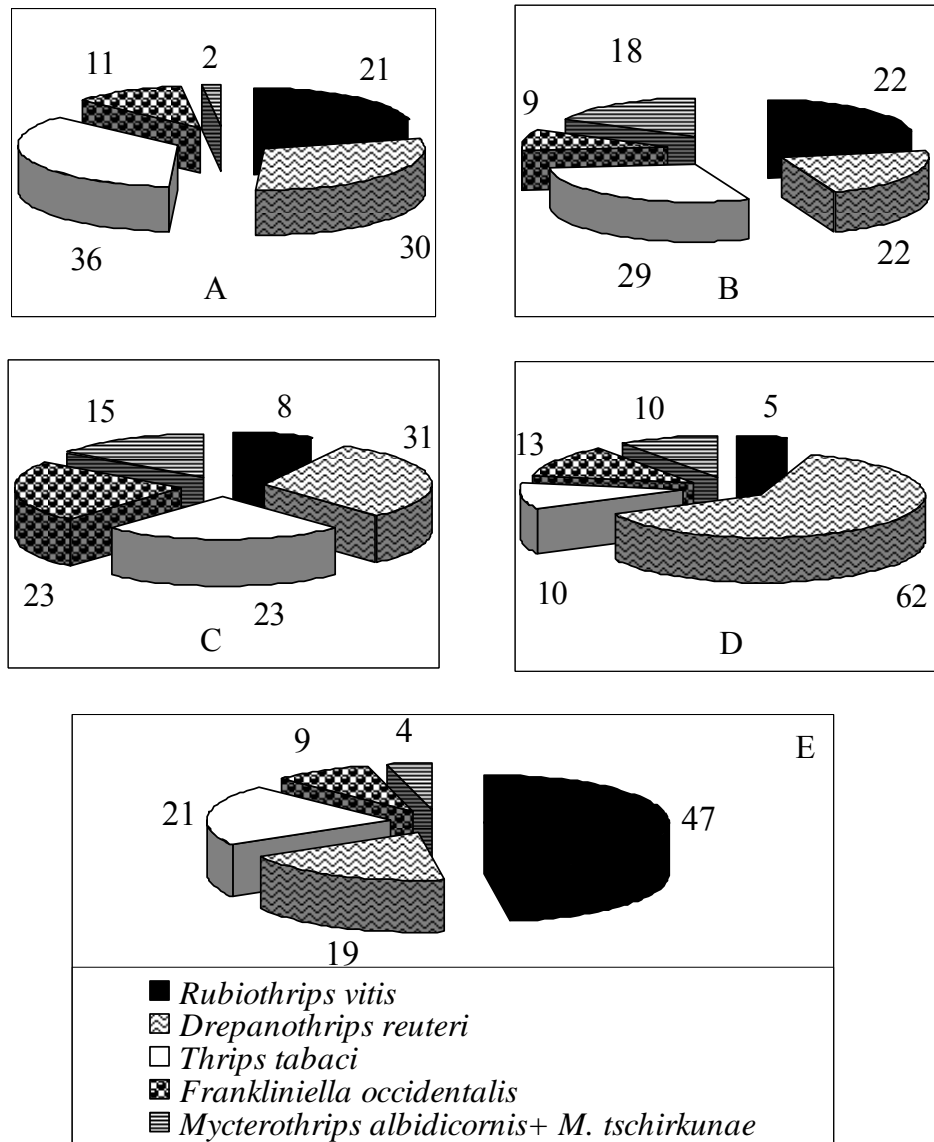 11 2 21
36 30
A
18 22
9
29 22
B
15 8 31
23 23
C
13 10 5
10 62
D
E
9 4
21 47
19
Rubiothrips vitis
Drepanothrips reuteri
Thrips tabaci
Frankliniella occidentalis
Mycterothrips albidicornis+ M. tschirkunae